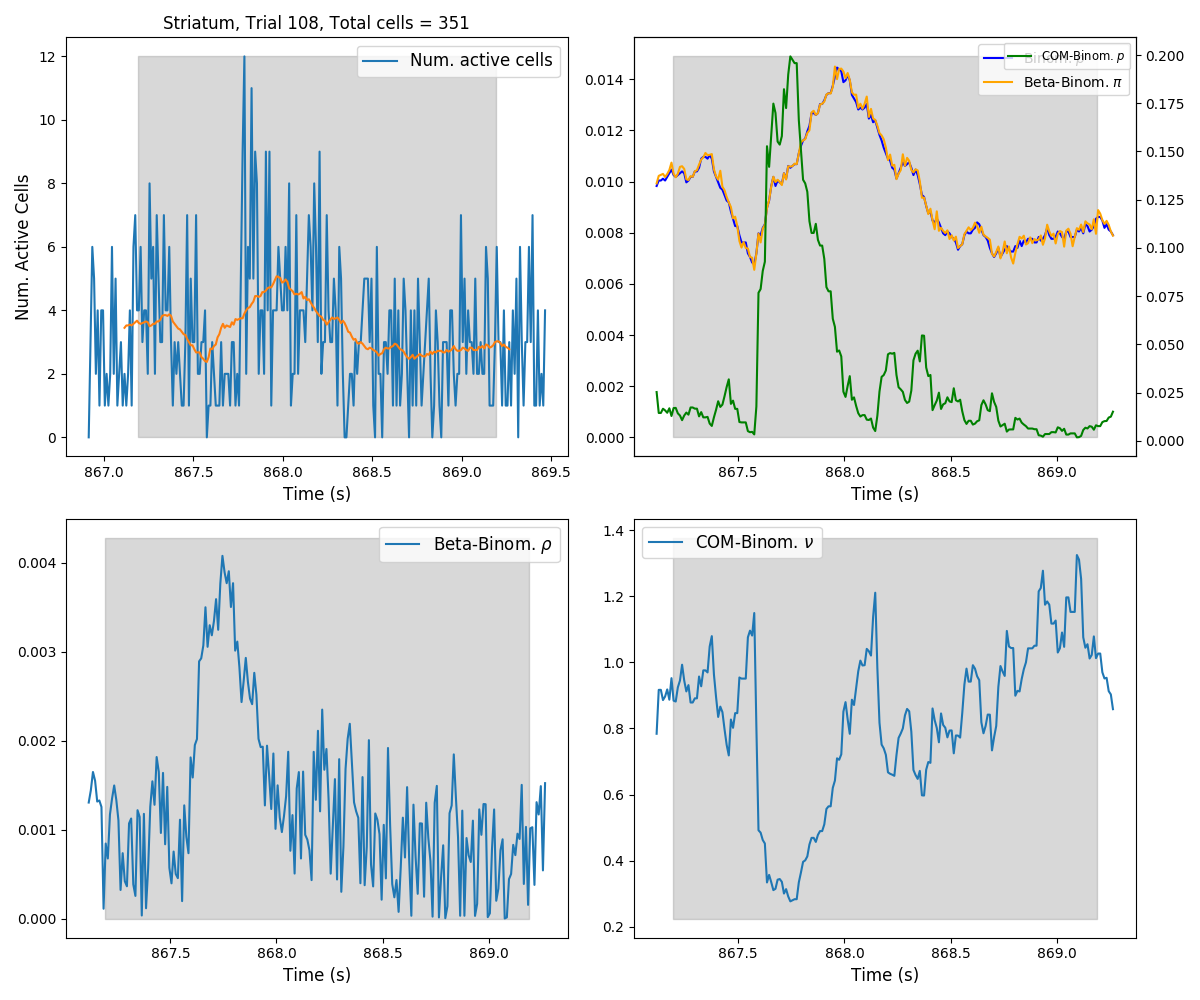 Striatum, Trial 108, Total cells = 351
Num. active cells
Num. Active Cells
12
10
8
6
4
2
0
867.0 867.5 868.0 868.5 869.0 869.5
Time (s)
COM-Binom. p
Beta-Binom. π
0.014
0.012
0.010
0.008
0.006
0.004
0.002
0.000
0.200
0.175
0.150
0.125
0.100
0.075
0.050
0.025
0.000
867.5 868.0 868.5 869.0
Time (s)
Beta-Binom. ρ
0.004
0.003
0.002
0.001
0.000
867.5 868.0 868.5 869.0
Time (s)
COM-Binom. ν
1.4
1.2
1.0
0.8
0.6
0.4
0.2
867.5 868.0 868.5 869.0
Time (s)